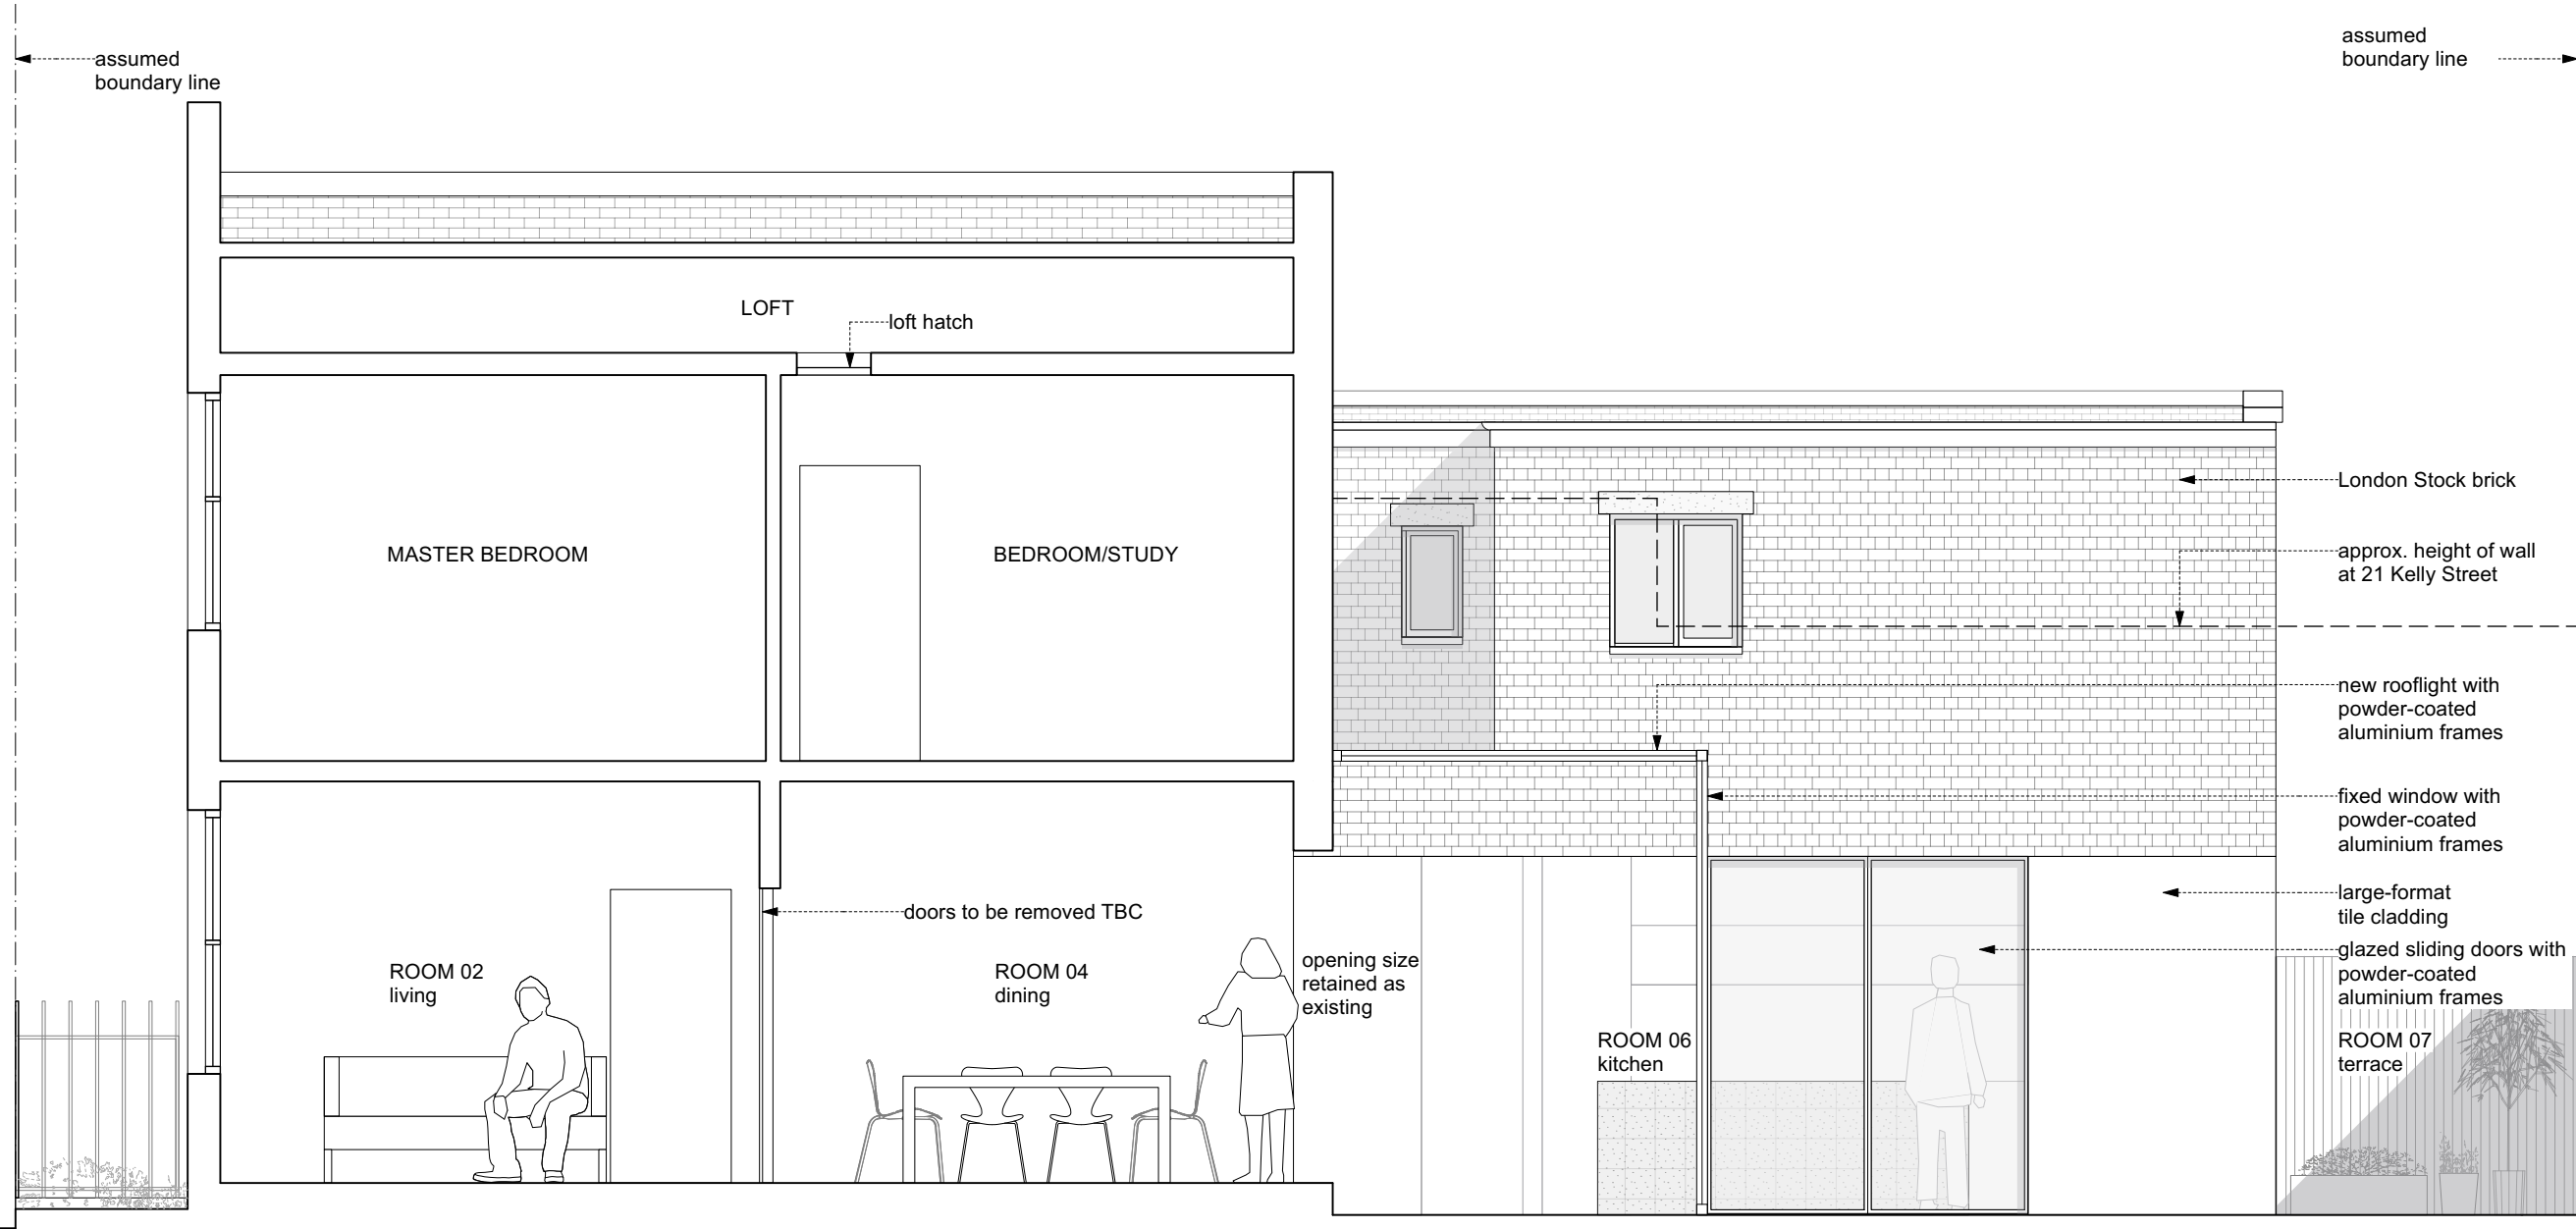 assumed
boundary line
assumed
boundary line
LOFT
loft hatch
MASTER BEDROOM
BEDROOM/STUDY
London Stock brick
approx. height of wall
at 21 Kelly Street
new rooflight with
powder-coated
aluminium frames
fixed window with
powder-coated
aluminium frames
large-format
tile cladding
glazed sliding doors with
powder-coated
aluminium frames
doors to be removed TBC
ROOM 02
living
ROOM 04
dining
opening size
retained as
existing
ROOM 06
kitchen
ROOM 07
terrace